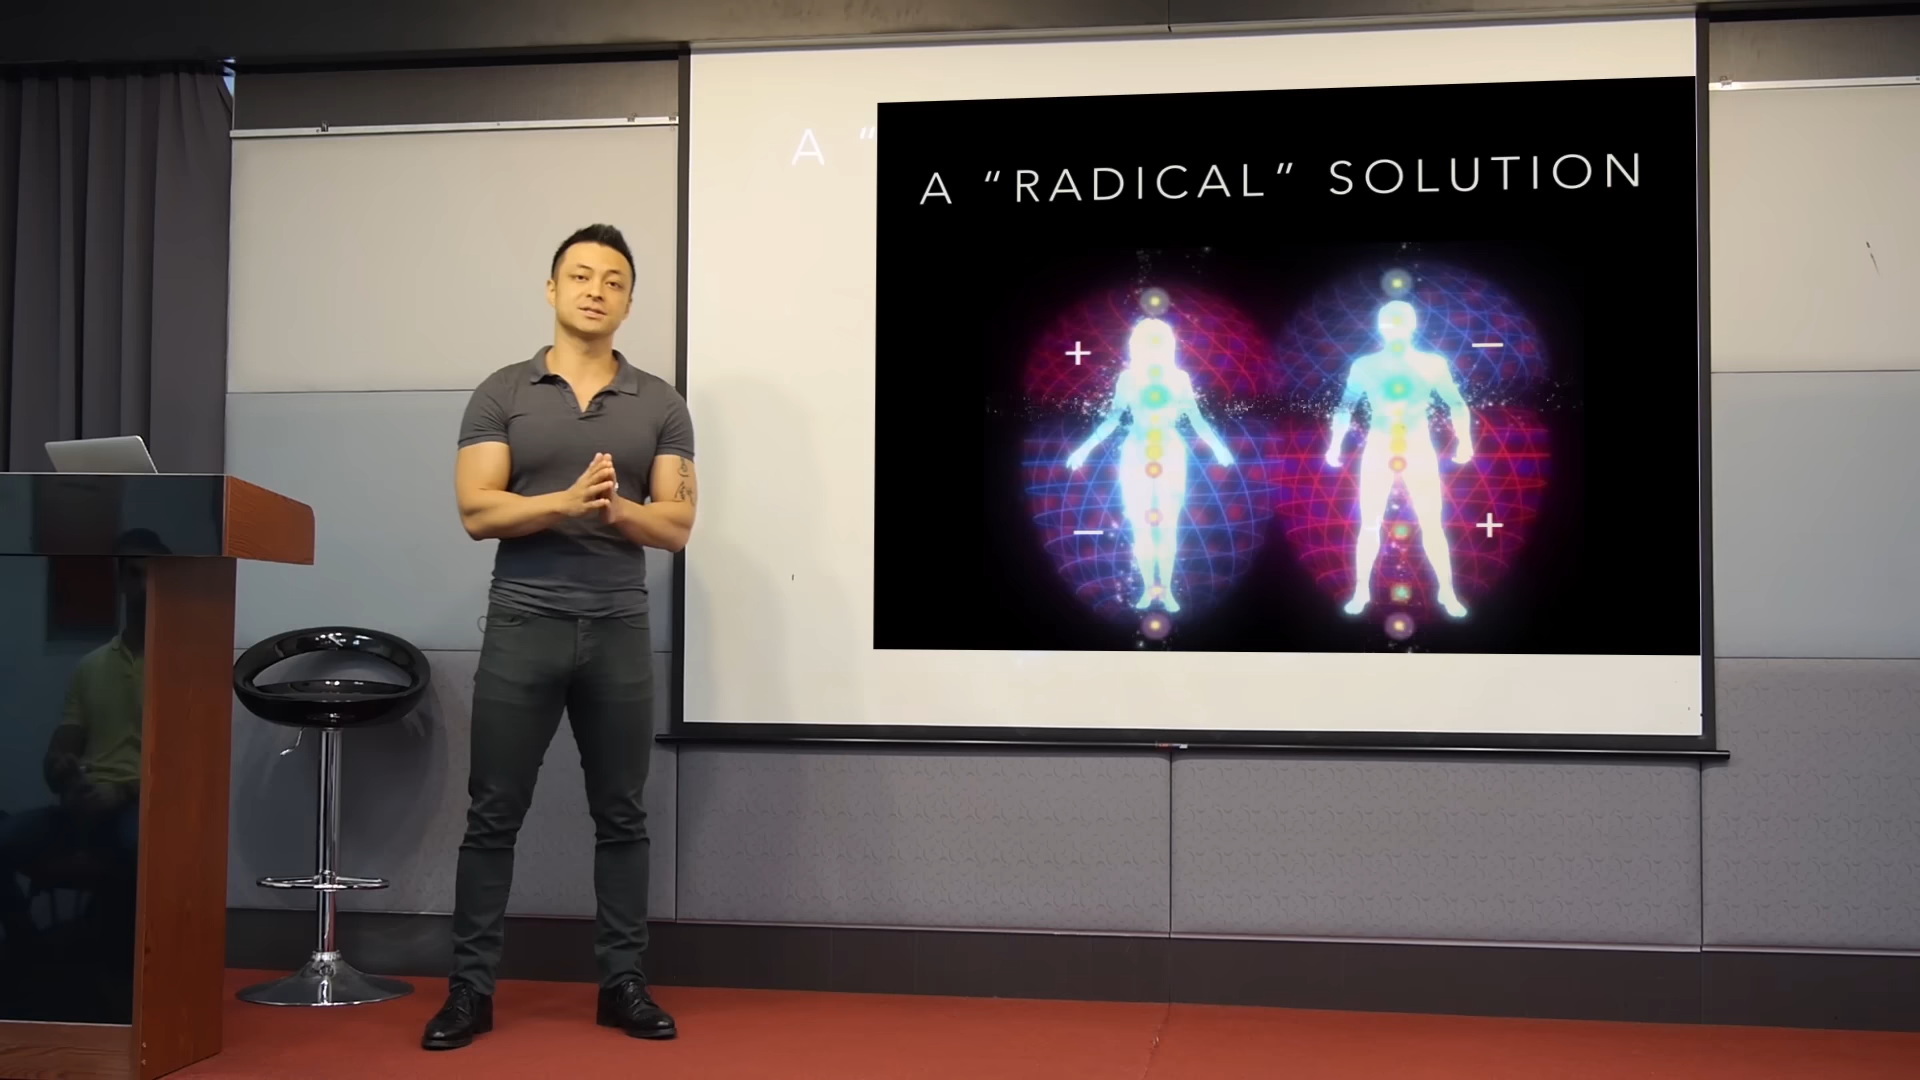 A “
A “RADICAL” SOLUTION
+
−
−
+